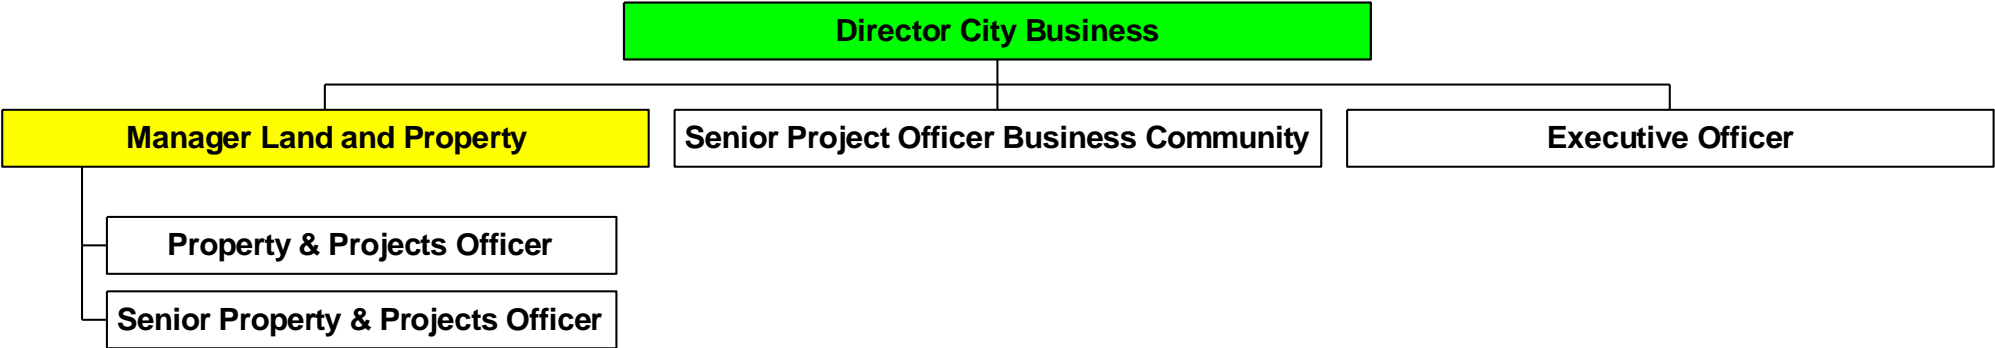 Director City Business
Manager Land and Property
Senior Project Officer Business Community
Executive Officer
Property & Projects Officer
Senior Property & Projects Officer